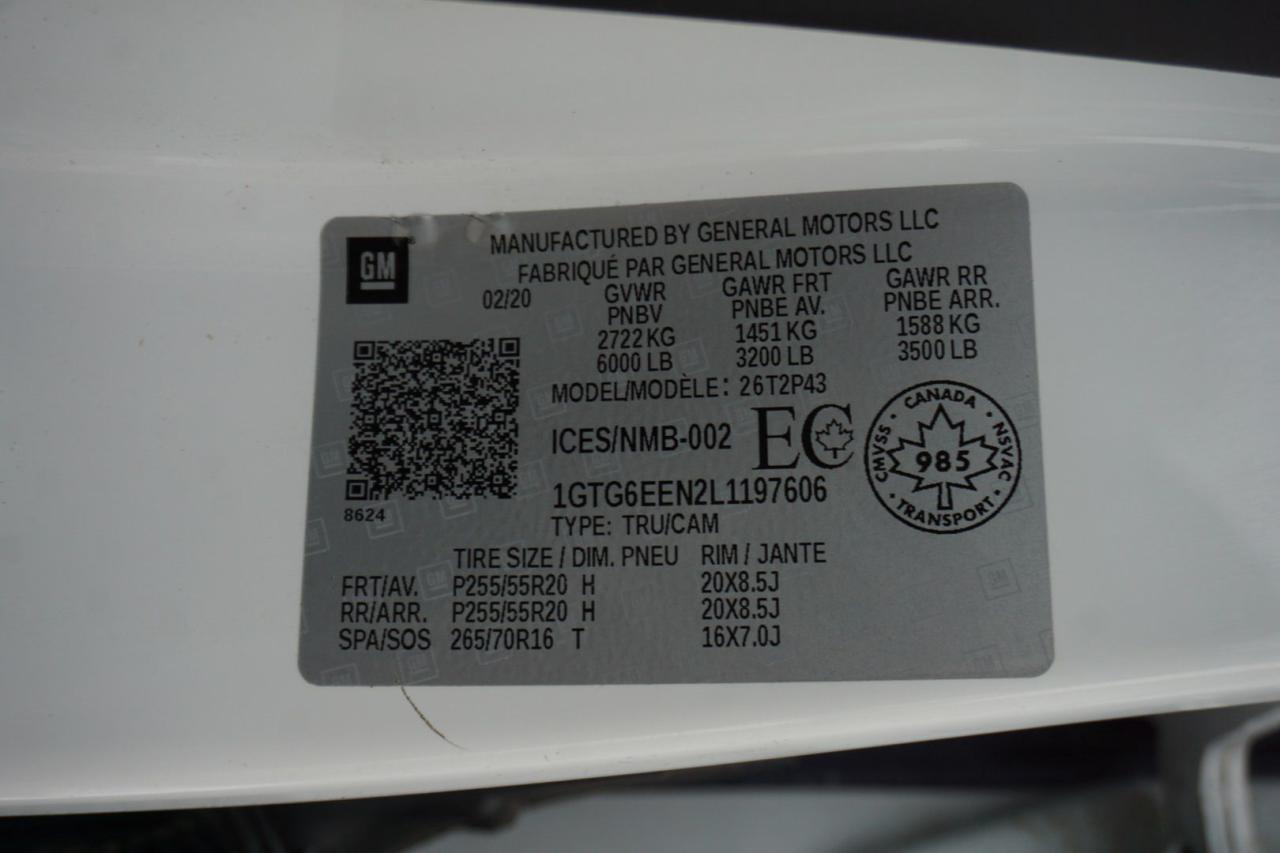 GM
MANUFACTURED BY GENERAL MOTORS LLC
FABRIQUÉ PAR GENERAL MOTORS LLC
02/20 GVWR GAWR FRT GAWR RR
PNBV PNBE AV. PNBE ARR.
2722 KG 1451 KG 1588 KG
6000 LB 3200 LB 3500 LB
MODEL/MODÈLE: 26T2P43
ICES/NMB-002 EC
1GTG6EEN2L1197606
8624
TYPE: TRU/CAM
CANADA
CMVSS · NSVAC
985
TRANSPORT
TIRE SIZE / DIM. PNEU RIM / JANTE
FRT/AV. P255/55R20 H 20X8.5J
RR/ARR. P255/55R20 H 20X8.5J
SPA/SOS 265/70R16 T 16X7.0J